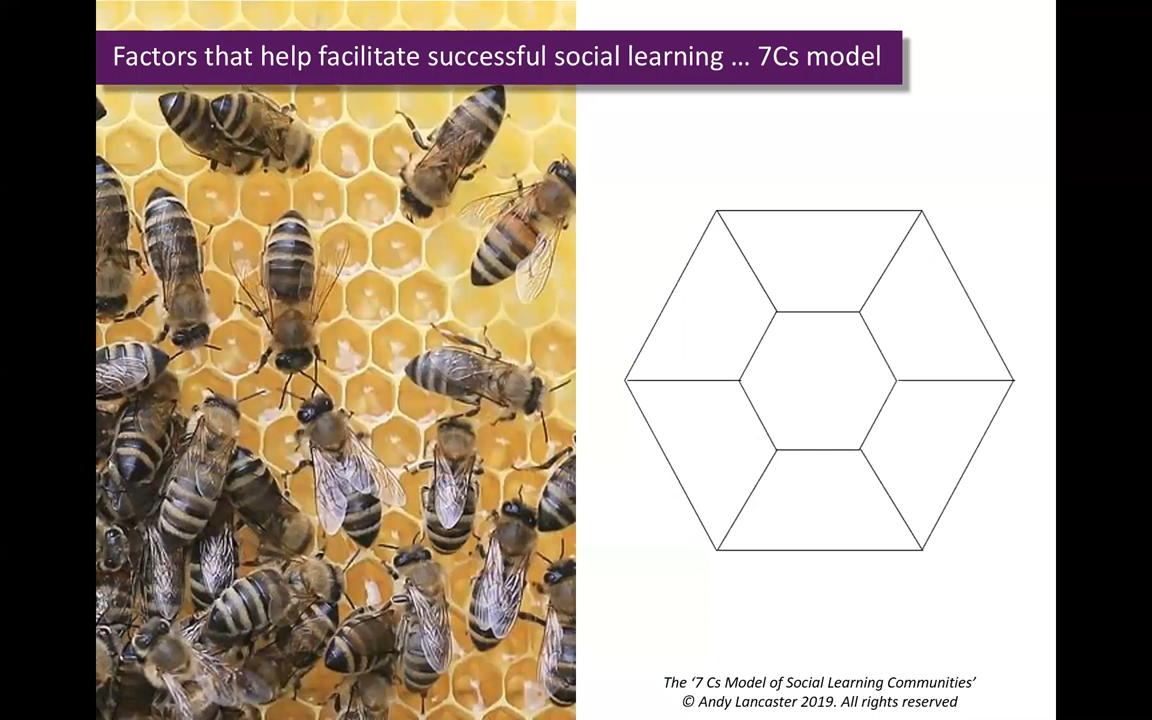 Factors that help facilitate successful social learning … 7Cs model
The ‘7 Cs Model of Social Learning Communities’
© Andy Lancaster 2019. All rights reserved